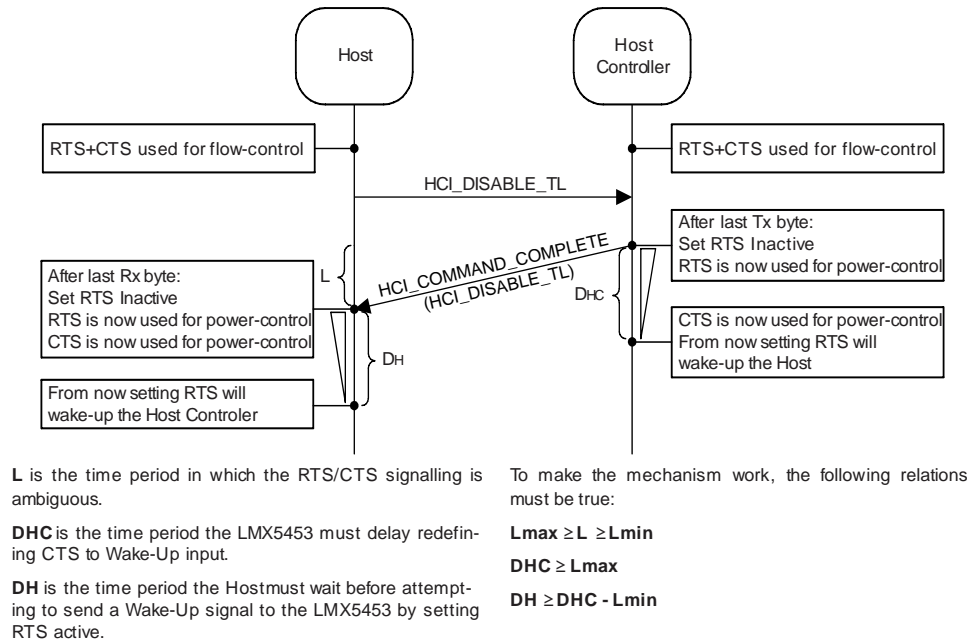 Host
Host
Controller
RTS+CTS used for flow-control
RTS+CTS used for flow-control
HCI_DISABLE_TL
After last Tx byte:
Set RTS Inactive
RTS is now used for power-control
HCI_COMMAND_COMPLETE
(HCI_DISABLE_TL)
L
After last Rx byte:
Set RTS Inactive
RTS is now used for power-control
CTS is now used for power-control
DHC
CTS is now used for power-control
From now setting RTS will
wake-up the Host
DH
From now setting RTS will
wake-up the Host Controler
L is the time period in which the RTS/CTS signalling is
ambiguous.
DHC is the time period the LMX5453 must delay redefin-
ing CTS to Wake-Up input.
DH is the time period the Hostmust wait before attempt-
ing to send a Wake-Up signal to the LMX5453 by setting
RTS active.
To make the mechanism work, the following relations
must be true:
Lmax ≥ L ≥ Lmin
DHC ≥ Lmax
DH ≥ DHC - Lmin